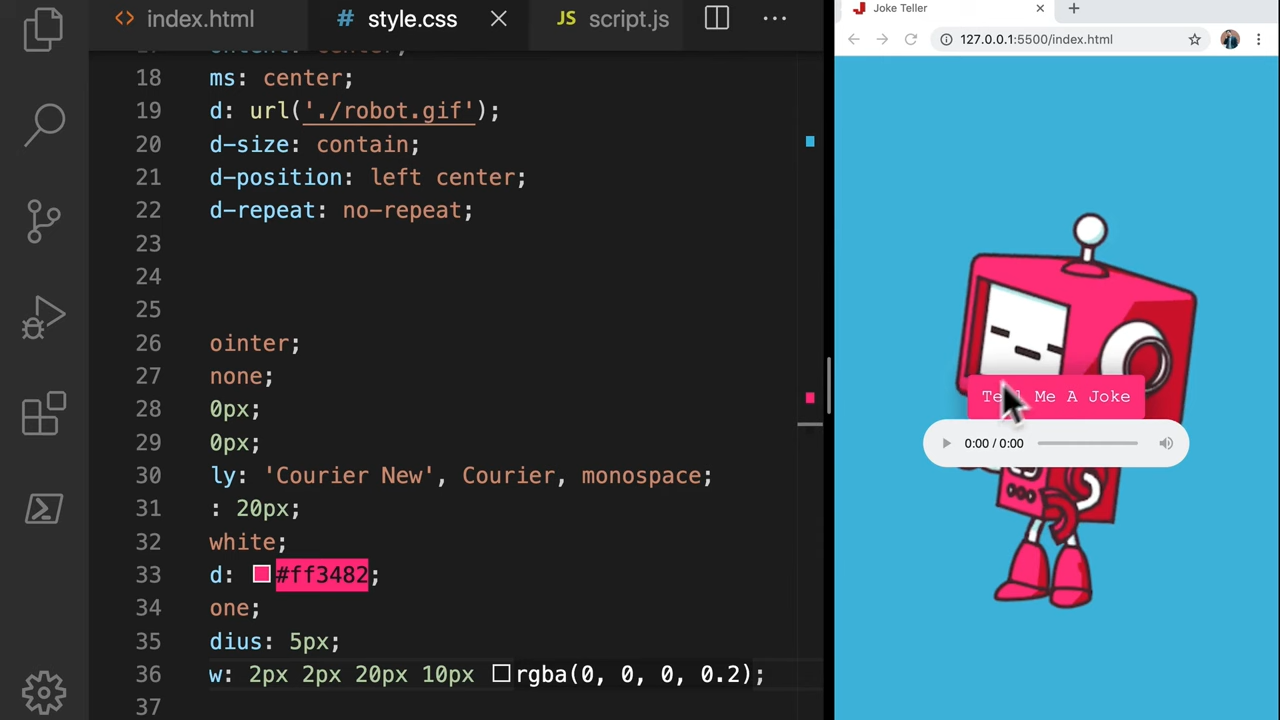 index.html
# style.css
JS script.js
18 ms: center;
19 d: url('./robot.gif');
20 d-size: contain;
21 d-position: left center;
22 d-repeat: no-repeat;
23
24
25
26 ointer;
27 none;
28 0px;
29 0px;
30 ly: 'Courier New', Courier, monospace;
31 : 20px;
32 white;
33 d: #ff3482;
34 one;
35 dius: 5px;
36 w: 2px 2px 20px 10px rgba(0, 0, 0, 0.2);
37
Joke Teller
127.0.0.1:5500/index.html
Tell Me A Joke
0:00 / 0:00